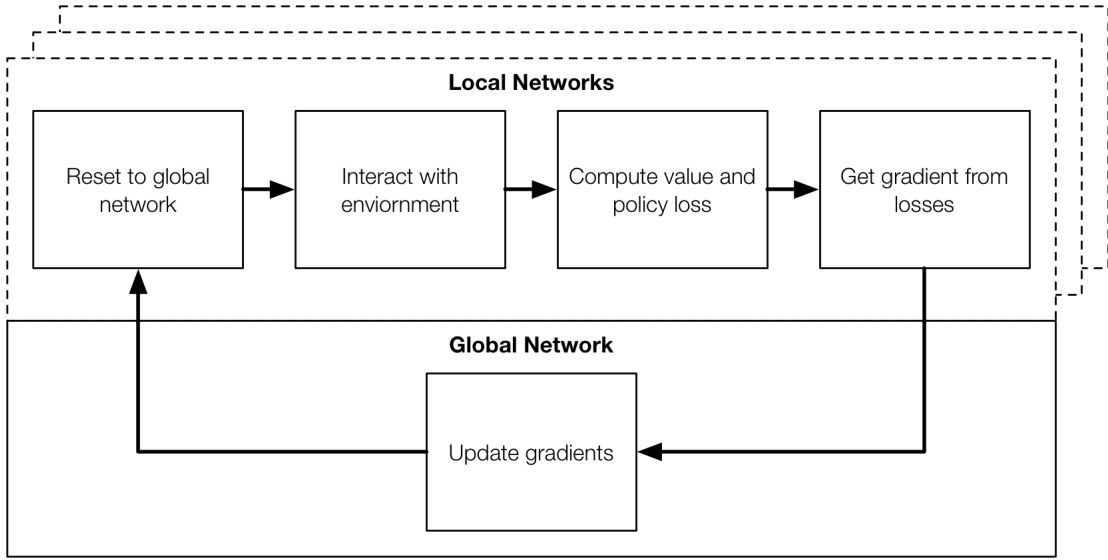 Local Networks
Reset to global
network
Interact with
enviornment
Compute value and
policy loss
Get gradient from
losses
Global Network
Update gradients